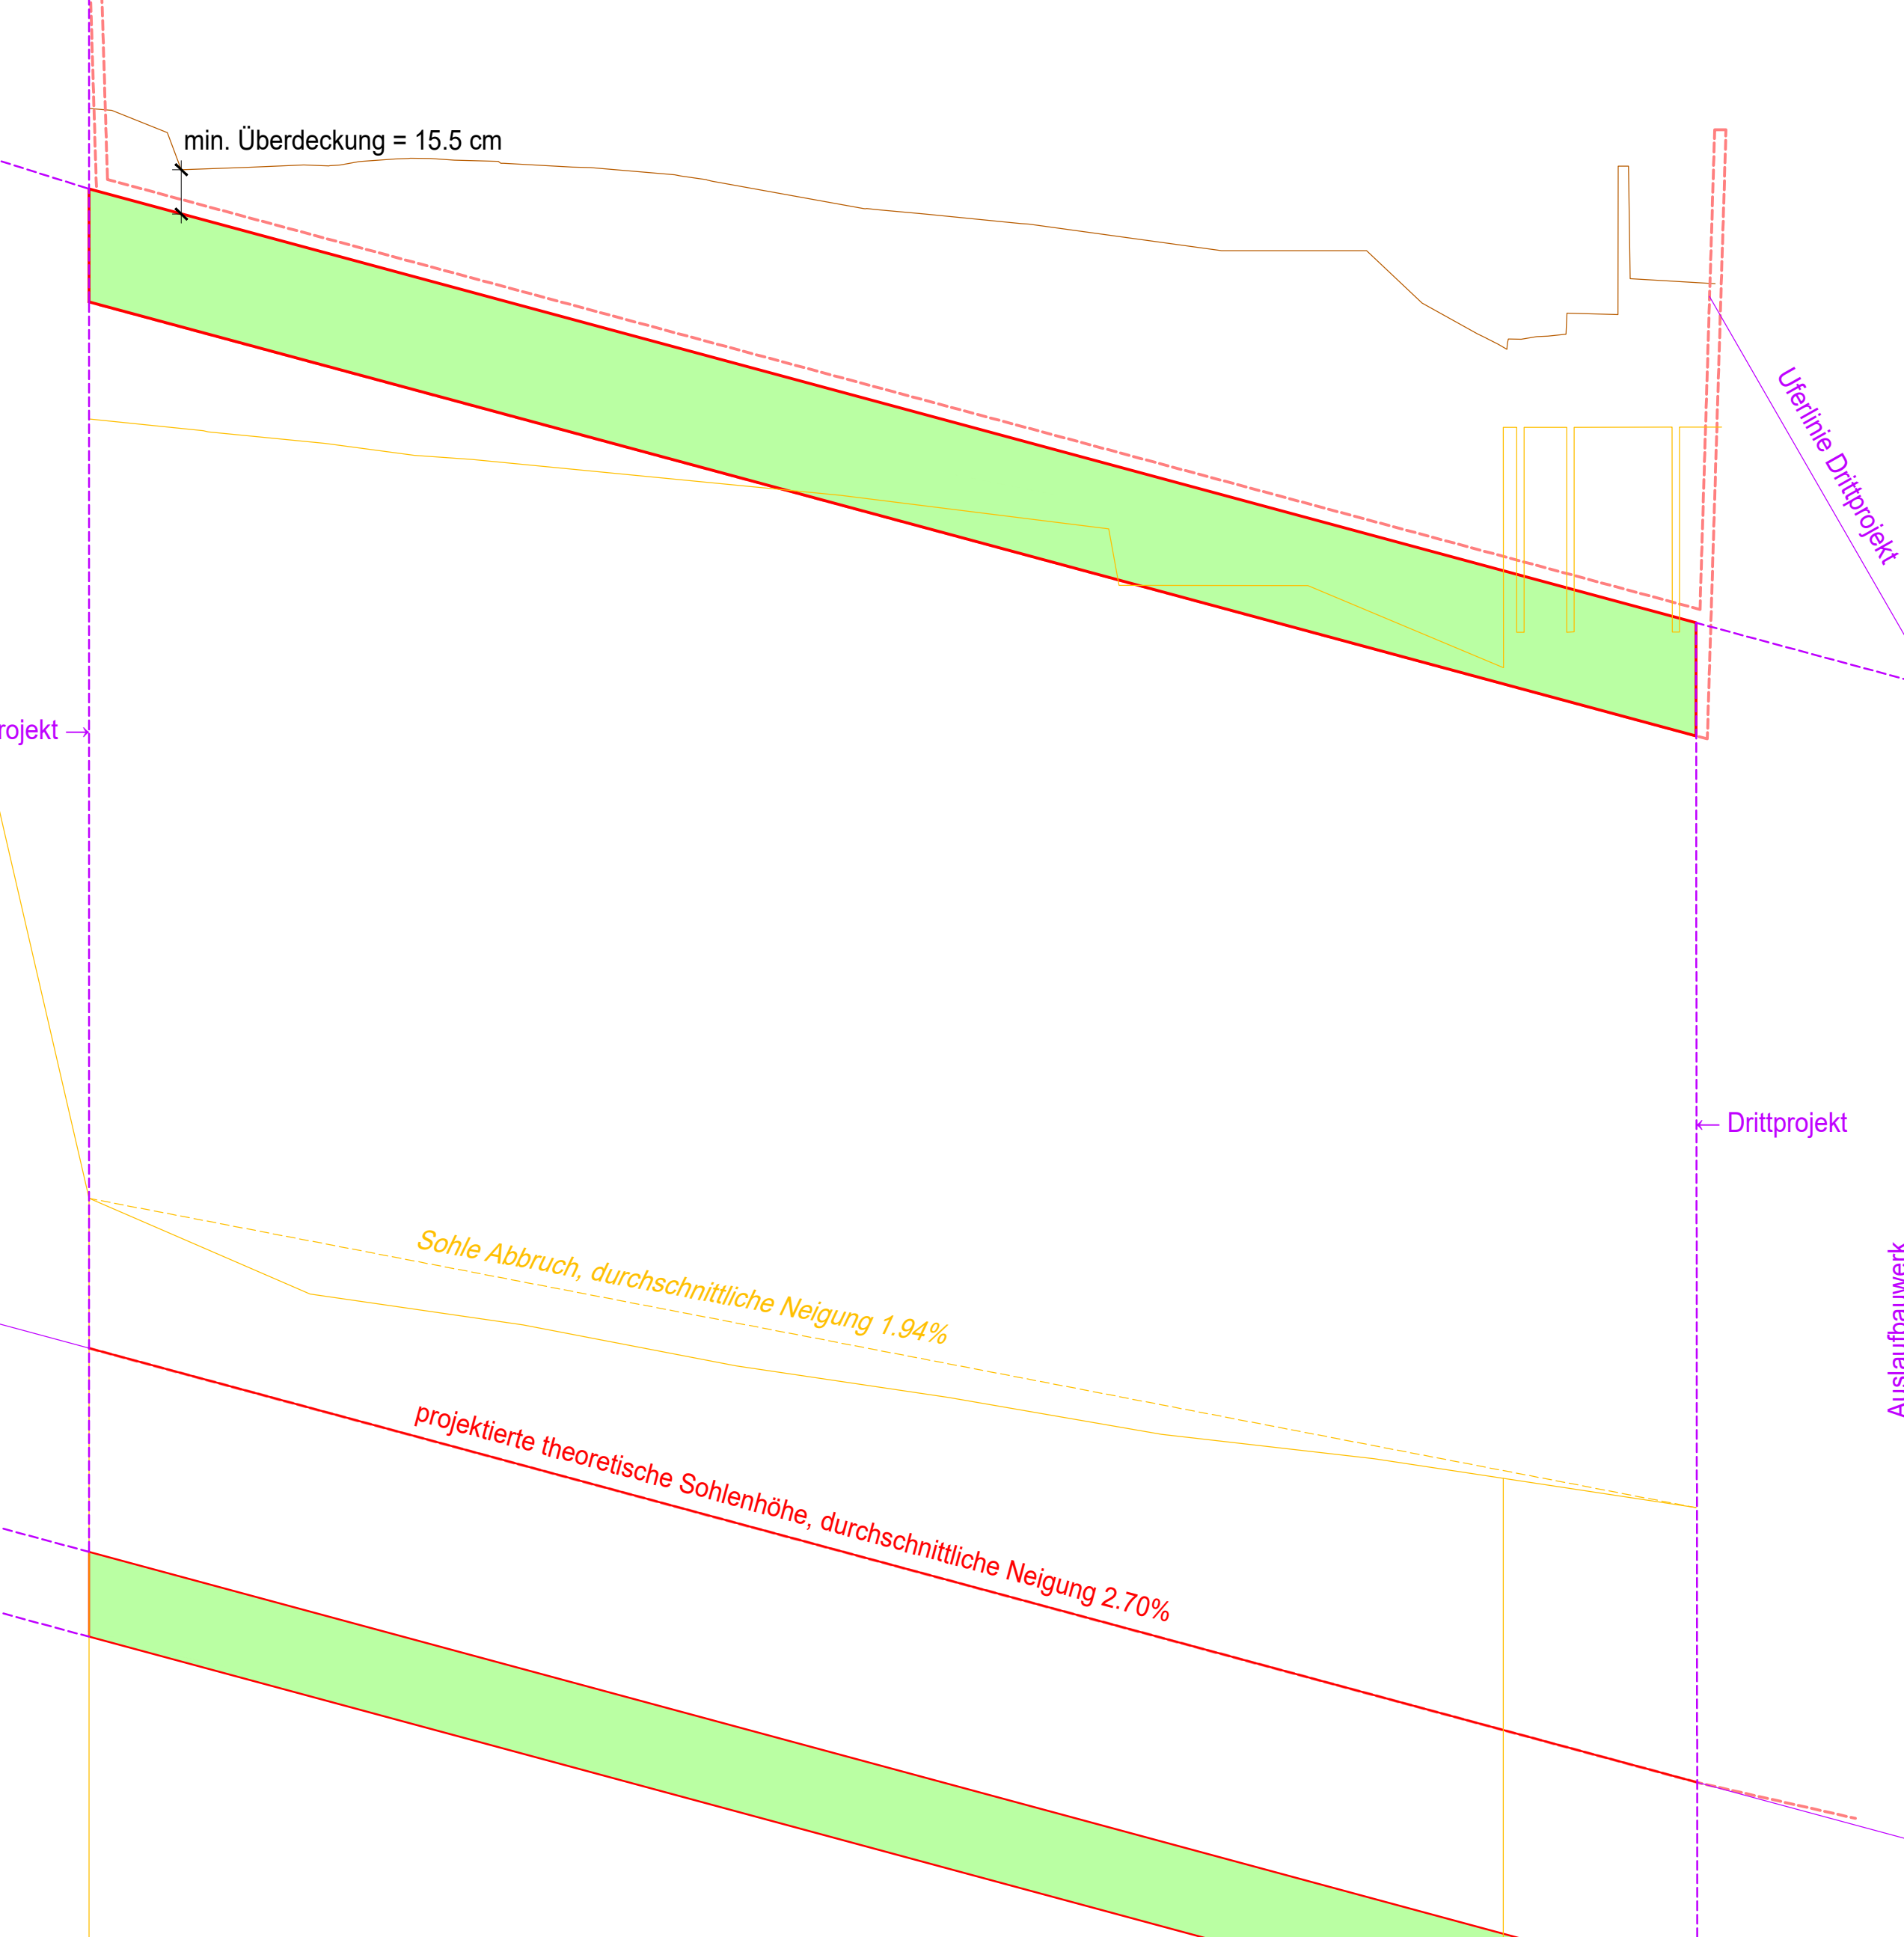 min. Überdeckung = 15.5 cm
Uferlinie Drittprojekt
← Drittprojekt
Sohle Abbruch, durchschnittliche Neigung 1.94%
Auslaufbauwerk
projektierte theoretische Sohlenhöhe, durchschnittliche Neigung 2.70%